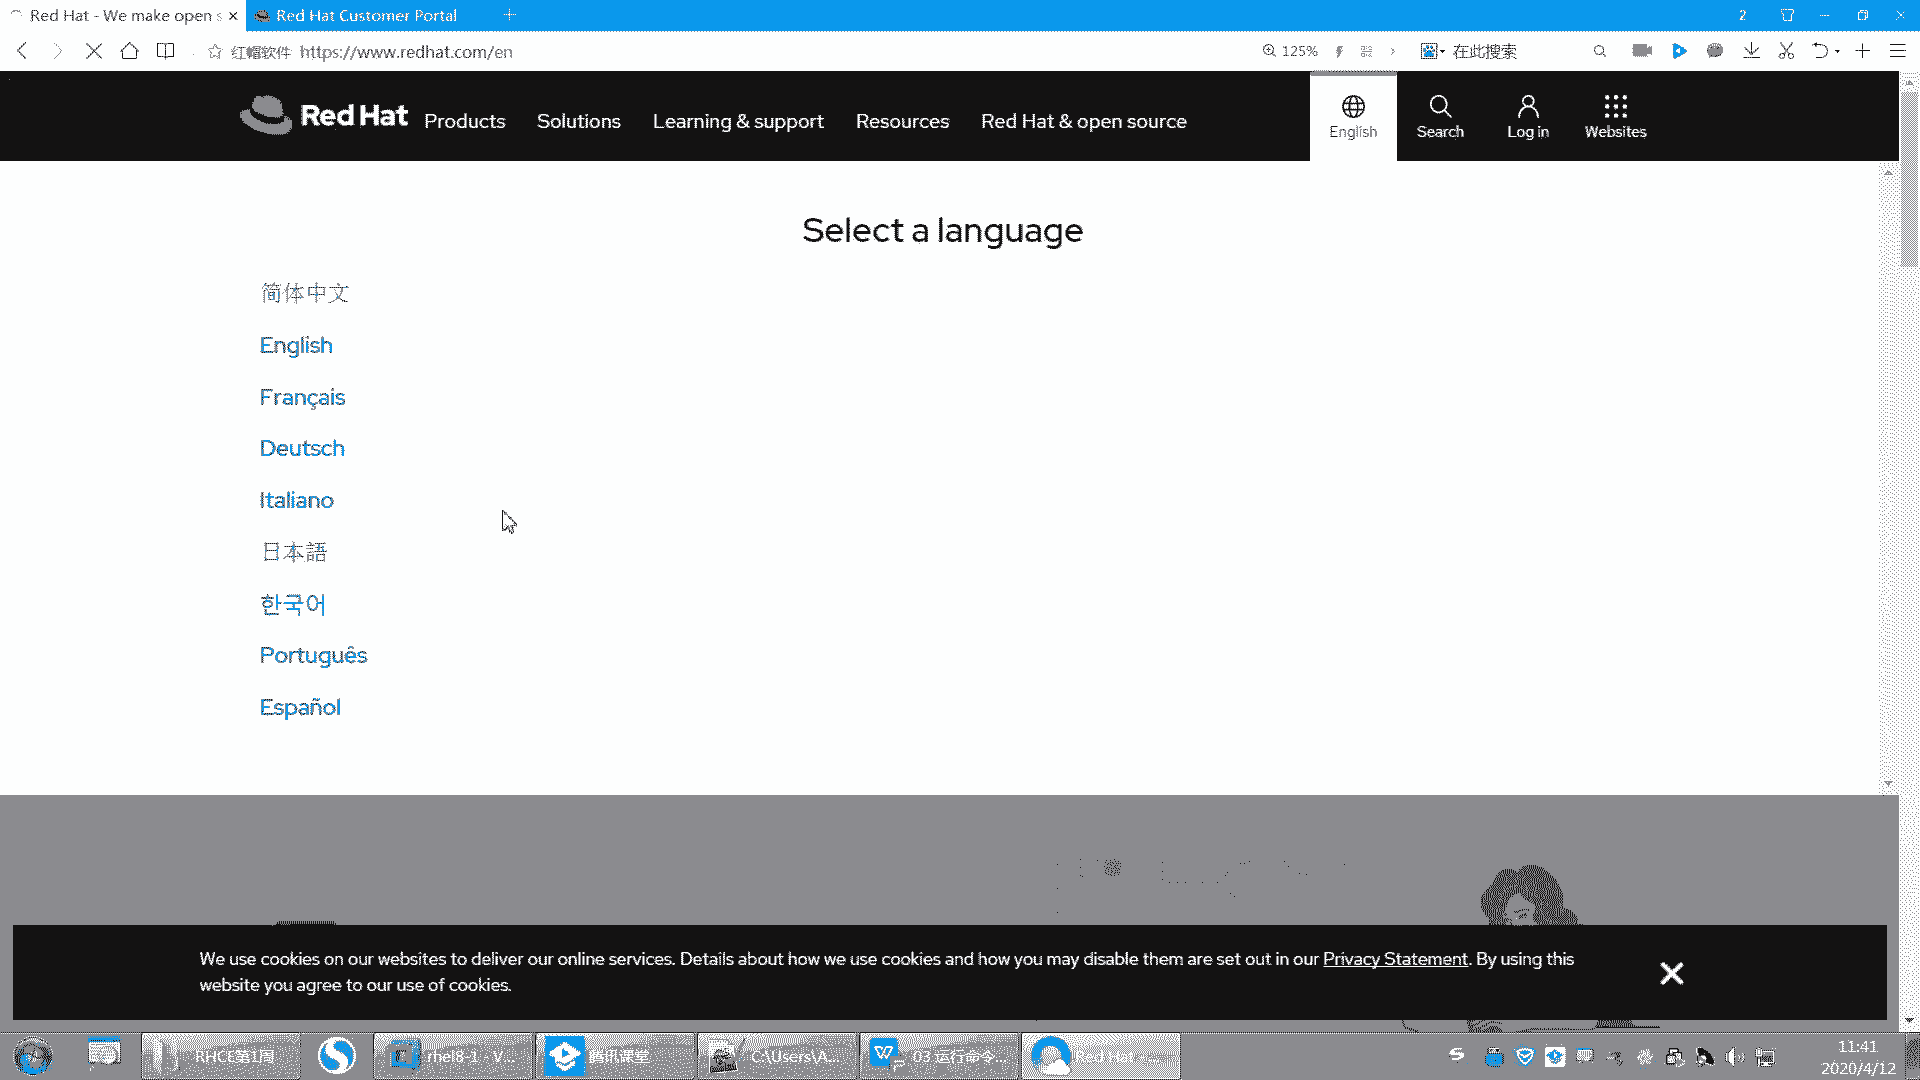 Red Hat - We make open s
Red Hat Customer Portal
2
红帽软件 https://www.redhat.com/en
125%
在此搜索
Red Hat
Products
Solutions
Learning & support
Resources
Red Hat & open source
English
Search
Log in
Websites
Select a language
简体中文
English
Français
Deutsch
Italiano
日本語
한국어
Português
Español
We use cookies on our websites to deliver our online services. Details about how we use cookies and how you may disable them are set out in our Privacy Statement. By using this
website you agree to our use of cookies.
RHCE第1周
rhel8-1 - V...
腾讯课堂
C:\Users\A...
03 运行命令...
Red Hat - ...
11:41
2020/4/12